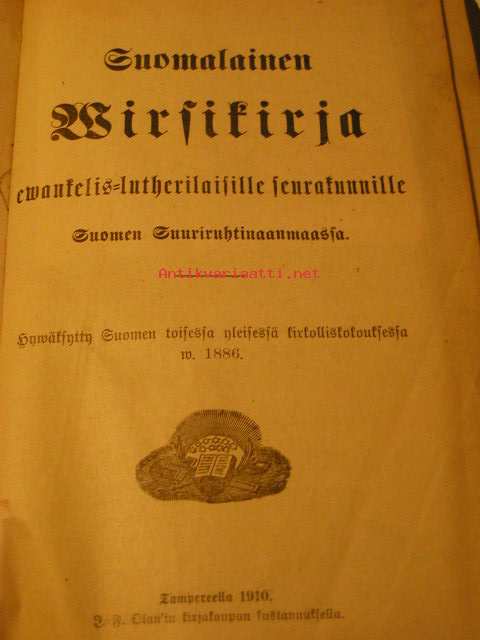 Suomalainen
Wirsikirja
ewankelis-lutherilaisille seurakunnille
Suomen Suuriruhtinaanmaassa.
Antikvariaatti.net
Hywäksytty Suomen toisessa yleisessä kirkolliskokouksessa
w. 1886.
Tampereella 1910.
F. Olan'in kirjakaupan kustannuksella.